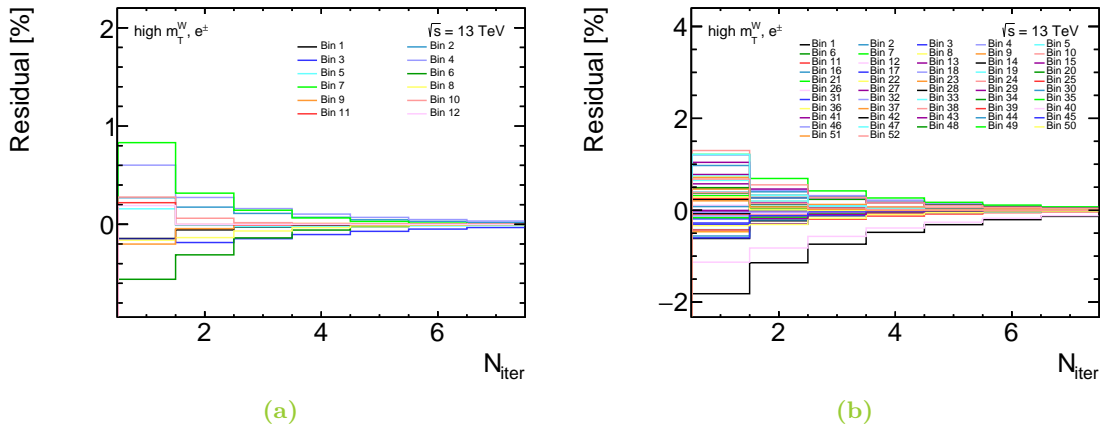 Residual [%]
2
1
0
2 4 6
N_iter
high m_T^W, e^±
√s = 13 TeV
Bin 1 Bin 2
Bin 3 Bin 4
Bin 5 Bin 6
Bin 7 Bin 8
Bin 9 Bin 10
Bin 11 Bin 12
(a)
Residual [%]
4
2
0
−2
2 4 6
N_iter
high m_T^W, e^±
√s = 13 TeV
Bin 1 Bin 2 Bin 3 Bin 4 Bin 5
Bin 6 Bin 7 Bin 8 Bin 9 Bin 10
Bin 11 Bin 12 Bin 13 Bin 14 Bin 15
Bin 16 Bin 17 Bin 18 Bin 19 Bin 20
Bin 21 Bin 22 Bin 23 Bin 24 Bin 25
Bin 26 Bin 27 Bin 28 Bin 29 Bin 30
Bin 31 Bin 32 Bin 33 Bin 34 Bin 35
Bin 36 Bin 37 Bin 38 Bin 39 Bin 40
Bin 41 Bin 42 Bin 43 Bin 44 Bin 45
Bin 46 Bin 47 Bin 48 Bin 49 Bin 50
Bin 51 Bin 52
(b)